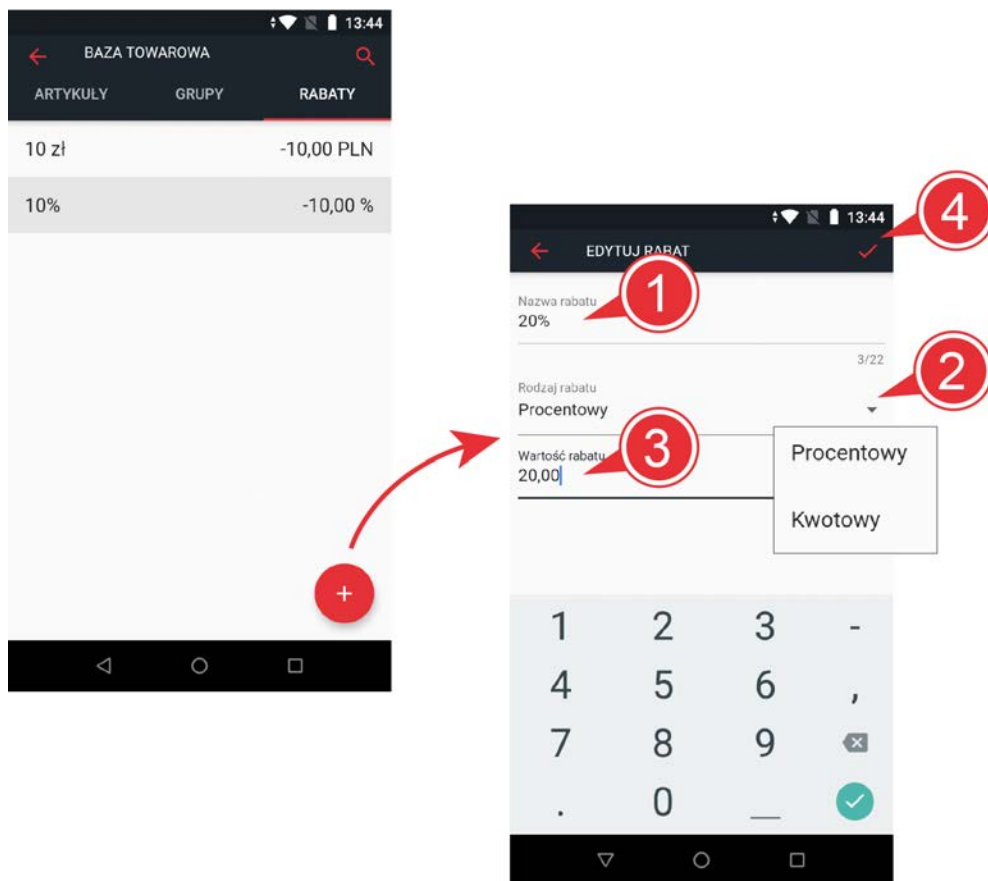 13:44
BAZA TOWAROWA
ARTYKUŁY GRUPY RABATY
10 zł -10,00 PLN
10% -10,00 %
+
13:44
4
EDYTUJ RABAT
1
Nazwa rabatu
20%
3/22
2
Rodzaj rabatu
Procentowy
3
Wartość rabatu
20,00
Procentowy
Kwotowy
1 2 3 -
4 5 6 ,
7 8 9
. 0 _